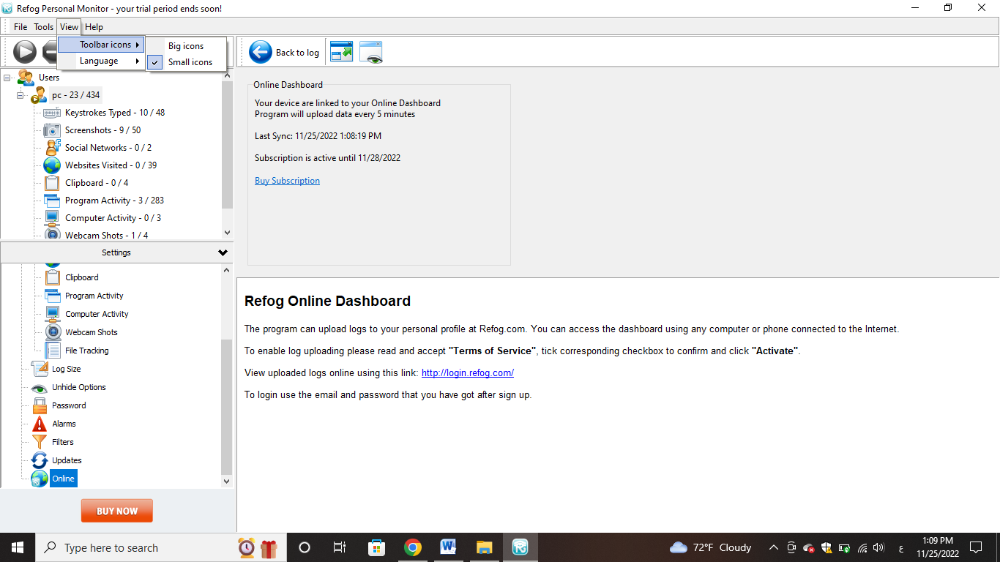 Refog Personal Monitor - your trial period ends soon!
File Tools View Help
Toolbar icons
Language
Big icons
Small icons
Back to log
Users
pc - 23 / 434
Keystrokes Typed - 10 / 48
Screenshots - 9 / 50
Social Networks - 0 / 2
Websites Visited - 0 / 39
Clipboard - 0 / 4
Program Activity - 3 / 283
Computer Activity - 0 / 3
Webcam Shots - 1 / 4
Settings
Clipboard
Program Activity
Computer Activity
Webcam Shots
File Tracking
Log Size
Unhide Options
Password
Alarms
Filters
Updates
Online
BUY NOW
Online Dashboard
Your device are linked to your Online Dashboard
Program will upload data every 5 minutes
Last Sync: 11/25/2022 1:08:19 PM
Subscription is active until 11/28/2022
Buy Subscription
Refog Online Dashboard
The program can upload logs to your personal profile at Refog.com. You can access the dashboard using any computer or phone connected to the Internet.
To enable log uploading please read and accept "Terms of Service", tick corresponding checkbox to confirm and click "Activate".
View uploaded logs online using this link: http://login.refog.com/
To login use the email and password that you have got after sign up.
Type here to search
72°F Cloudy
ع
1:09 PM
11/25/2022